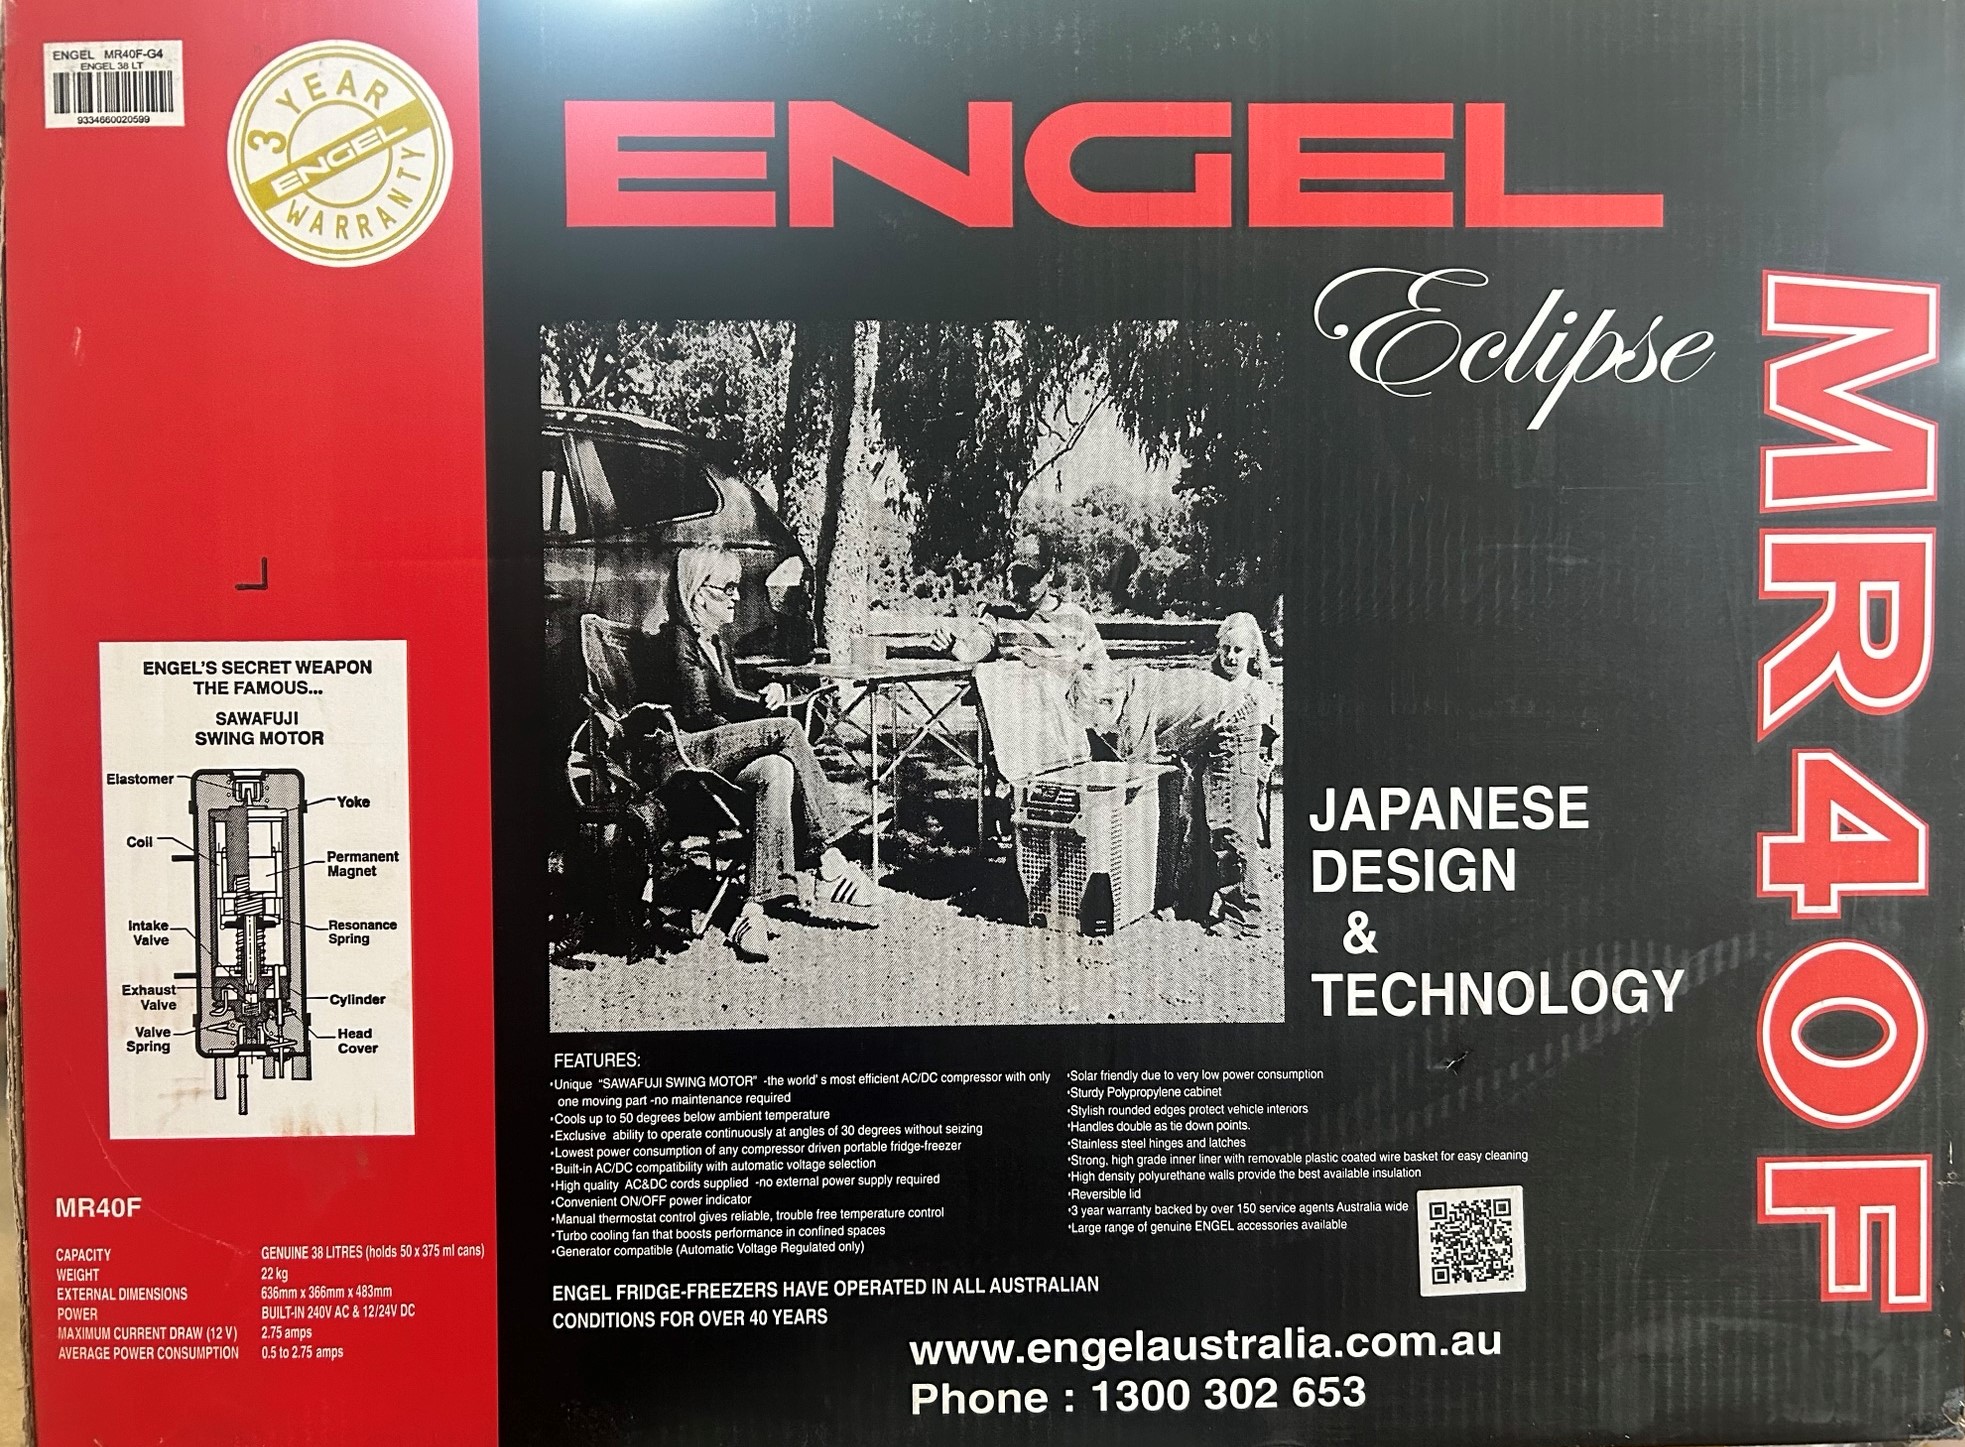 ENGEL MR40F-G4
ENGEL 38 LT
9334660020599
3 YEAR
ENGEL
WARRANTY
ENGEL
Eclipse
MR40F
ENGEL'S SECRET WEAPON
THE FAMOUS...
SAWAFUJI
SWING MOTOR
Elastomer
Yoke
Coil
Permanent
Magnet
Intake
Valve
Resonance
Spring
Exhaust
Valve
Cylinder
Valve
Spring
Head
Cover
JAPANESE
DESIGN
&
TECHNOLOGY
MR40F
CAPACITY GENUINE 38 LITRES (holds 50 x 375 ml cans)
WEIGHT 22 kg
EXTERNAL DIMENSIONS 636mm x 366mm x 483mm
POWER BUILT-IN 240V AC & 12/24V DC
MAXIMUM CURRENT DRAW (12 V) 2.75 amps
AVERAGE POWER CONSUMPTION 0.5 to 2.75 amps
FEATURES:
•Unique "SAWAFUJI SWING MOTOR" -the world's most efficient AC/DC compressor with only
one moving part -no maintenance required
•Cools up to 50 degrees below ambient temperature
•Exclusive ability to operate continuously at angles of 30 degrees without seizing
•Lowest power consumption of any compressor driven portable fridge-freezer
•Built-in AC/DC compatibility with automatic voltage selection
•High quality AC&DC cords supplied -no external power supply required
•Convenient ON/OFF power indicator
•Manual thermostat control gives reliable, trouble free temperature control
•Turbo cooling fan that boosts performance in confined spaces
•Generator compatible (Automatic Voltage Regulated only)
•Solar friendly due to very low power consumption
•Sturdy Polypropylene cabinet
•Stylish rounded edges protect vehicle interiors
•Handles double as tie down points.
•Stainless steel hinges and latches
•Strong, high grade inner liner with removable plastic coated wire basket for easy cleaning
•High density polyurethane walls provide the best available insulation
•Reversible lid
•3 year warranty backed by over 150 service agents Australia wide
•Large range of genuine ENGEL accessories available
ENGEL FRIDGE-FREEZERS HAVE OPERATED IN ALL AUSTRALIAN
CONDITIONS FOR OVER 40 YEARS
www.engelaustralia.com.au
Phone : 1300 302 653